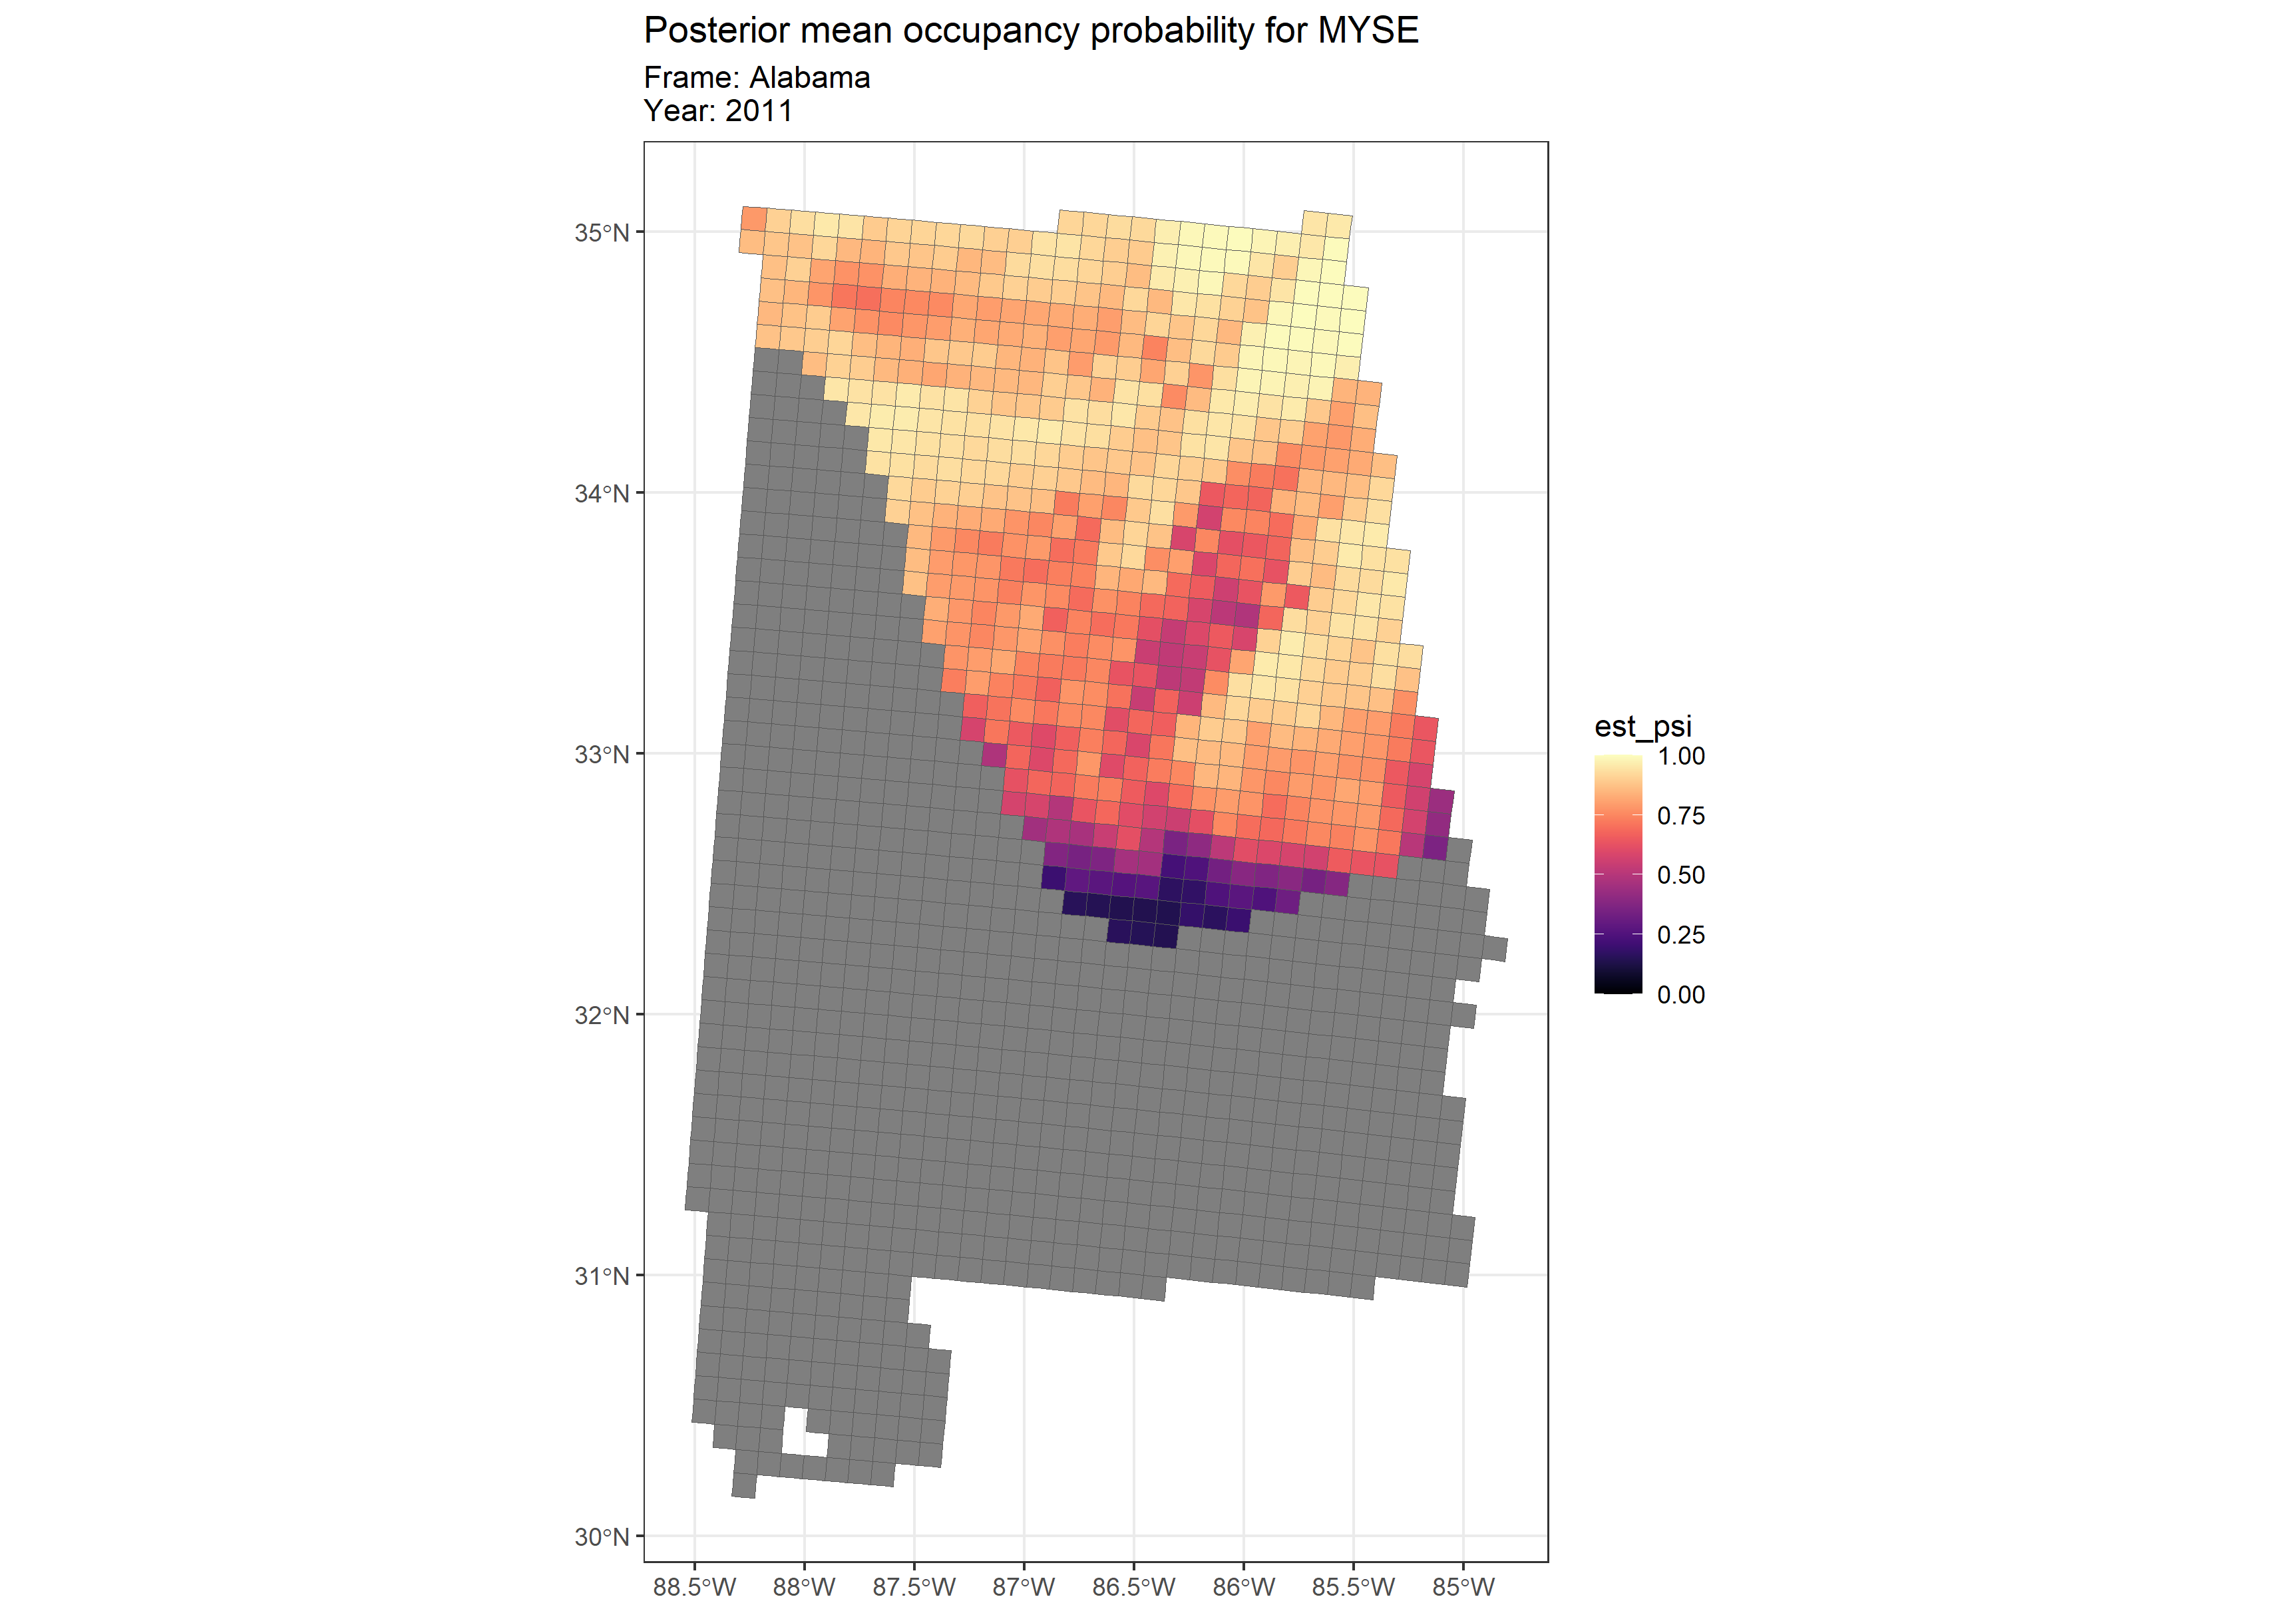 Posterior mean occupancy probability for MYSE
Frame: Alabama
Year: 2011
35°N
34°N
33°N
32°N
31°N
30°N
88.5°W 88°W 87.5°W 87°W 86.5°W 86°W 85.5°W 85°W
est_psi
1.00
0.75
0.50
0.25
0.00